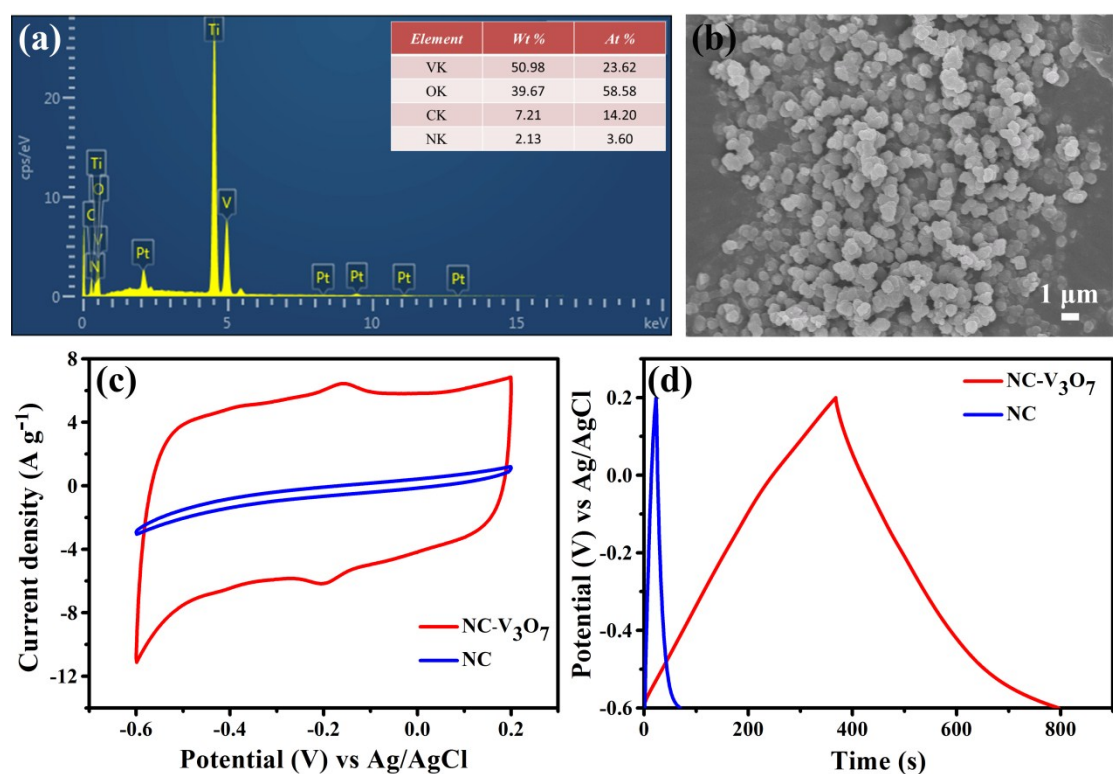 (a)
Ti
Ti
O
C
V
N
Pt
V
Pt
Pt
Pt
Pt
cps/eV
20
10
0
0
5
10
15
keV
Element Wt % At %
VK 50.98 23.62
OK 39.67 58.58
CK 7.21 14.20
NK 2.13 3.60
(b)
1 µm
(c)
8
4
0
-4
-8
-12
-0.6 -0.4 -0.2 0.0 0.2
Current density (A g⁻¹)
Potential (V) vs Ag/AgCl
NC-V₃O₇
NC
(d)
NC-V₃O₇
NC
0.2
0.0
-0.2
-0.4
-0.6
0 200 400 600 800
Potential (V) vs Ag/AgCl
Time (s)